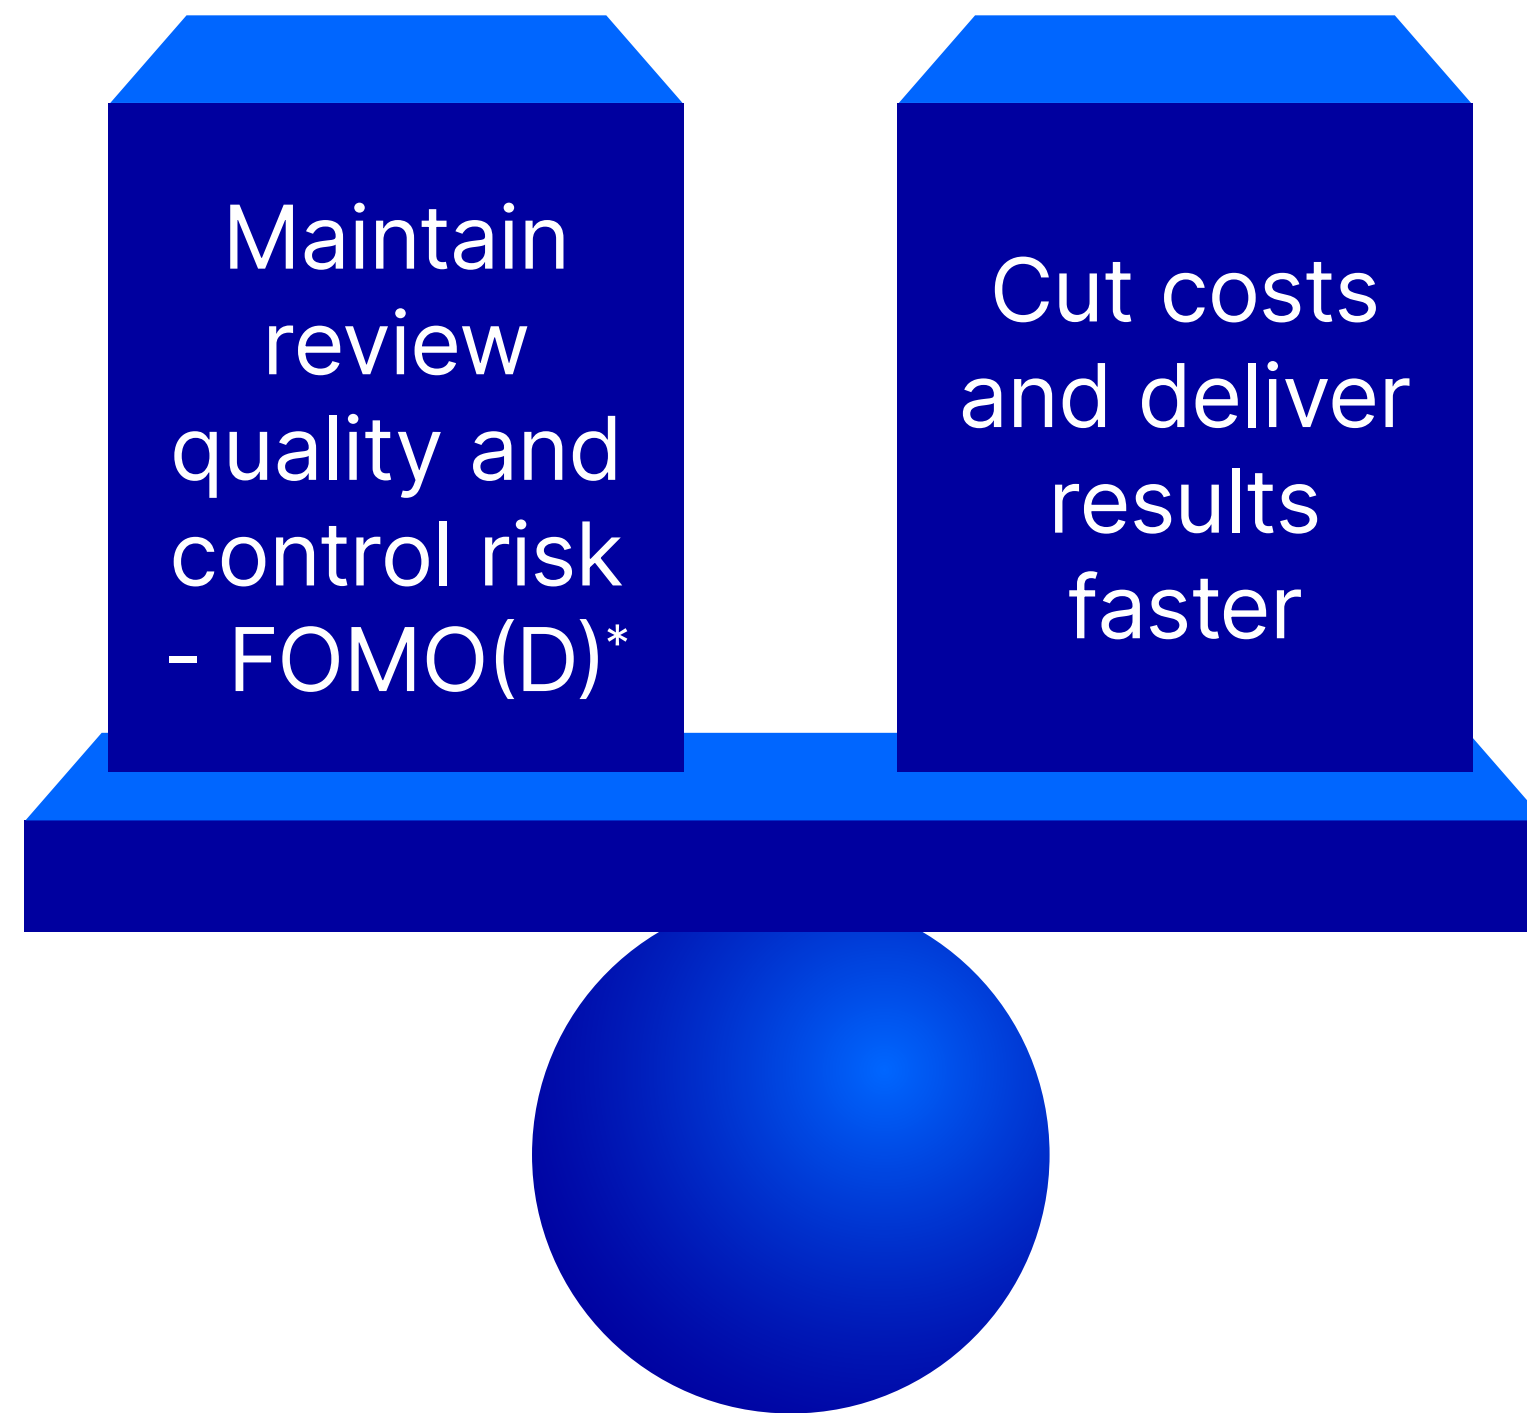 Maintain
review
quality and
control risk
- FOMO(D)*
Cut costs
and deliver
results
faster